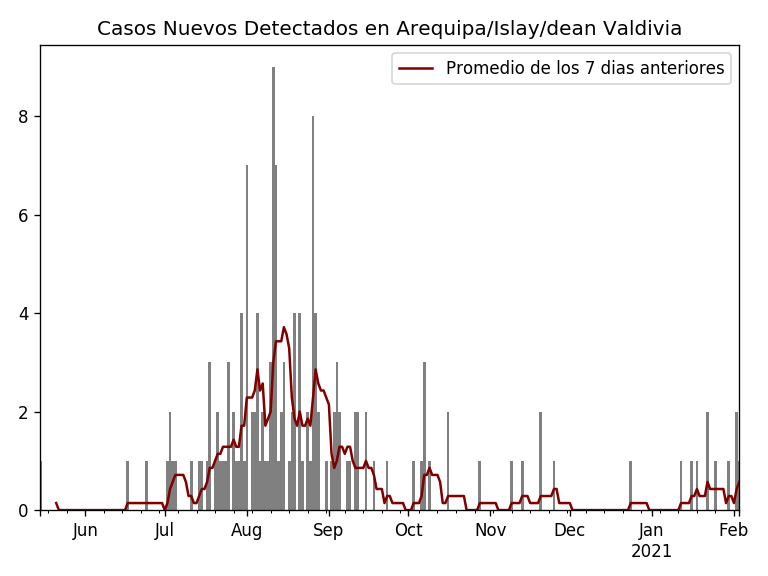 Casos Nuevos Detectados en Arequipa/Islay/dean Valdivia
Promedio de los 7 dias anteriores
8
6
4
2
0
Jun Jul Aug Sep Oct Nov Dec Jan Feb
2021